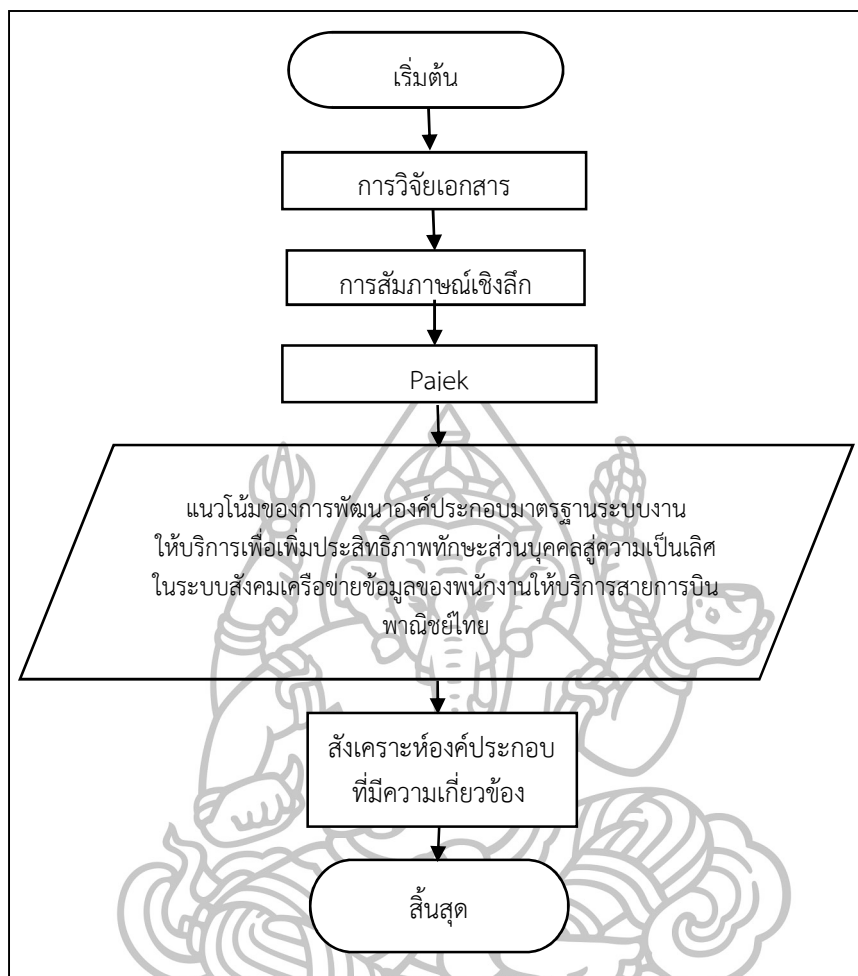 เริ่มต้น
การวิจัยเอกสาร
การสัมภาษณ์เชิงลึก
Pajek
แนวโน้มของการพัฒนาองค์ประกอบมาตรฐานระบบงาน
ให้บริการเพื่อเพิ่มประสิทธิภาพทักษะส่วนบุคคลสู่ความเป็นเลิศ
ในระบบสังคมเครือข่ายข้อมูลของพนักงานให้บริการสายการบิน
พาณิชย์ไทย
สังเคราะห์องค์ประกอบ
ที่มีความเกี่ยวข้อง
สิ้นสุด